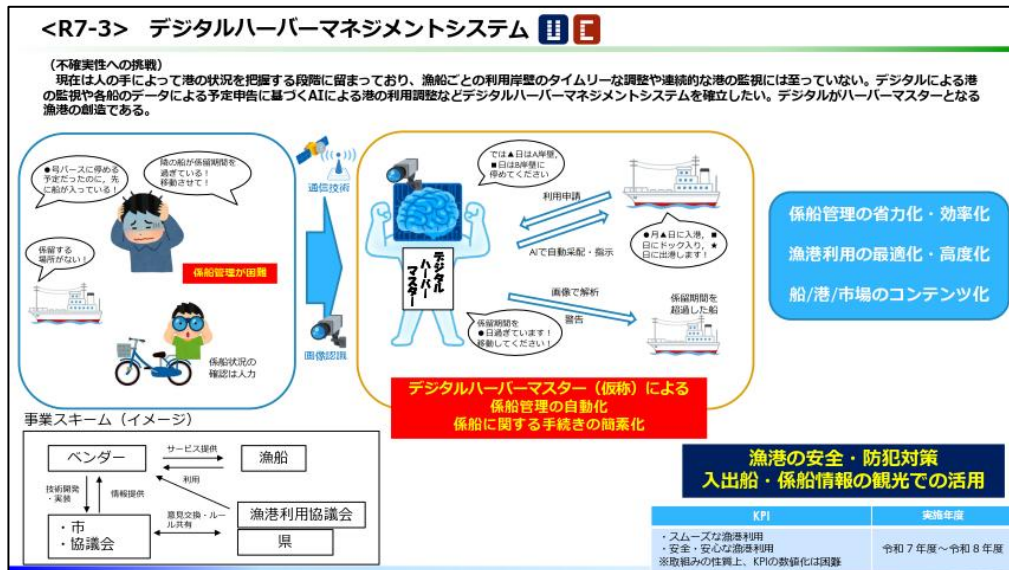 <R7-3> デジタルハーバーマネジメントシステム U C
（不確実性への挑戦）
現在は人の手によって港の状況を把握する段階に留まっており、漁船ごとの利用岸壁のタイムリーな調整や連続的な港の監視には至っていない。デジタルによる港
の監視や各船のデータによる予定申告に基づくAIによる港の利用調整などデジタルハーバーマネジメントシステムを確立したい。デジタルがハーバーマスターとなる
漁港の創造である。
●号バースに停める
予定だったのに，先
に船が入っている！
隣の船が係留期間を
過ぎている！
移動させて！
係留する
場所がない！
係船管理が困難
係船状況の
確認は人力
通信技術
画像認識
では▲日はA岸壁，
■日はB岸壁に
停めてください
利用申請
AIで自動采配・指示
●月▲日に入港，■
日にドック入り，★
日に出港します！
デジタル
ハーバー
マスター
画像で解析
警告
係留期間を
超過した船
係留期間を
●日過ぎています！
移動してください！
デジタルハーバーマスター（仮称）による
係船管理の自動化
係船に関する手続きの簡素化
係船管理の省力化・効率化
漁港利用の最適化・高度化
船/港/市場のコンテンツ化
事業スキーム（イメージ）
ベンダー
サービス提供
漁船
利用
技術開発
・実装
情報提供
意見交換・ルー
ル共有
漁港利用協議会
県
・市
・協議会
漁港の安全・防犯対策
入出船・係船情報の観光での活用
KPI
実施年度
・スムーズな漁港利用
・安全・安心な漁港利用
※取組みの性質上、KPIの数値化は困難
令和７年度～令和８年度